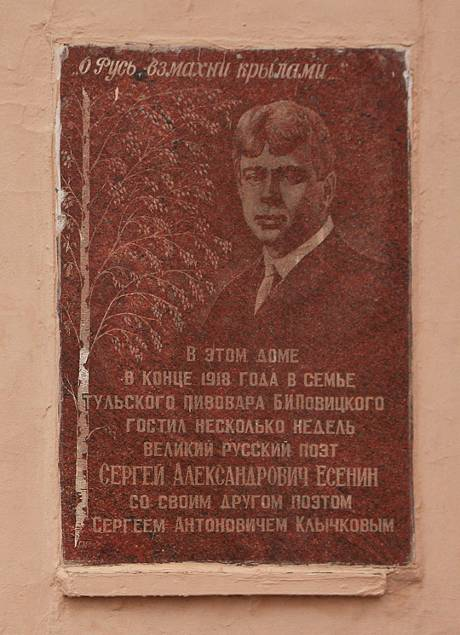 "О Русь, взмахни крылами..."
В ЭТОМ ДОМЕ
В КОНЦЕ 1918 ГОДА В СЕМЬЕ
ТУЛЬСКОГО ПИВОВАРА Б.И.ПОВИЦКОГО
ГОСТИЛ НЕСКОЛЬКО НЕДЕЛЬ
ВЕЛИКИЙ РУССКИЙ ПОЭТ
СЕРГЕЙ АЛЕКСАНДРОВИЧ ЕСЕНИН
СО СВОИМ ДРУГОМ ПОЭТОМ
СЕРГЕЕМ АНТОНОВИЧЕМ КЛЫЧКОВЫМ